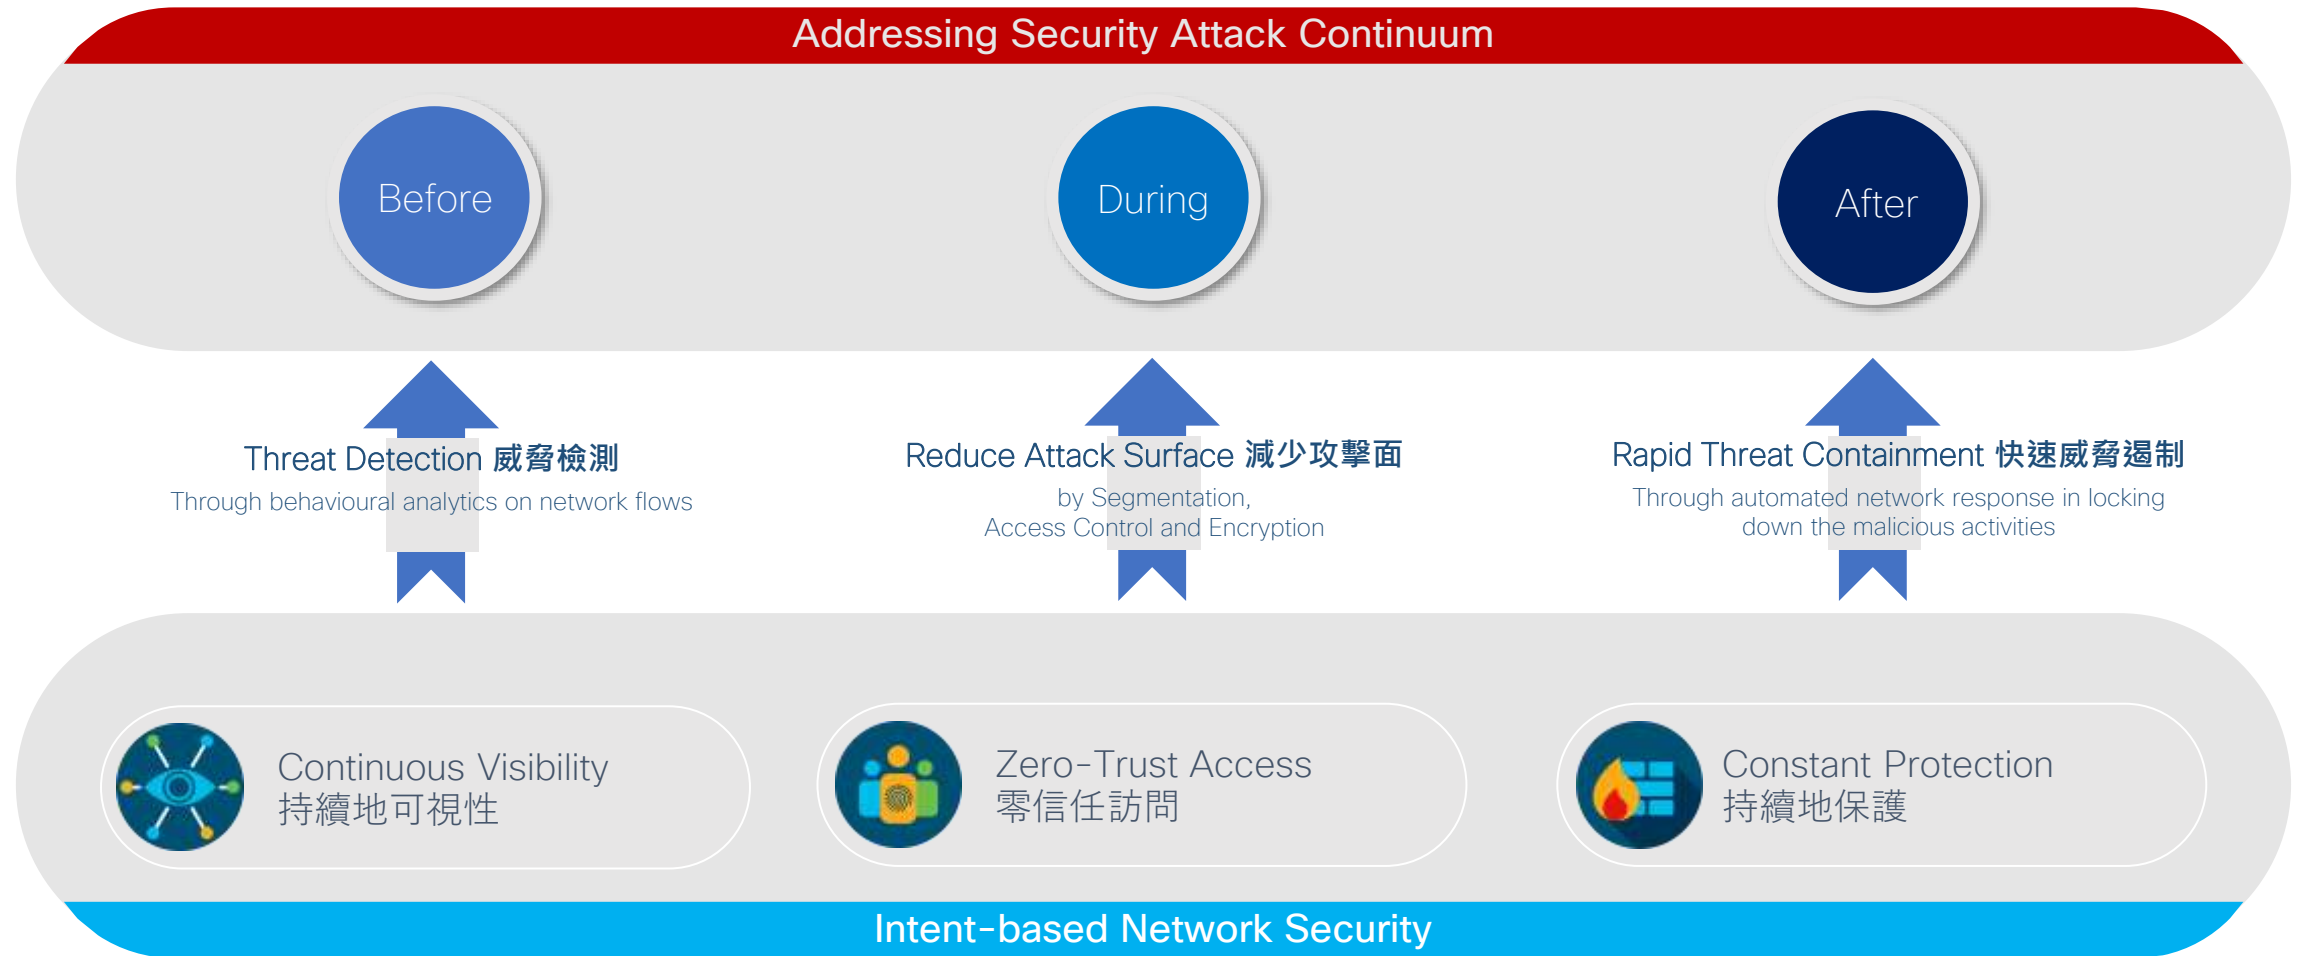 Addressing Security Attack Continuum
Before
During
After
Threat Detection 威脅檢測
Through behavioural analytics on network flows
Reduce Attack Surface 減少攻擊面
by Segmentation,
Access Control and Encryption
Rapid Threat Containment 快速威脅遏制
Through automated network response in locking
down the malicious activities
Continuous Visibility
持續地可視性
Zero-Trust Access
零信任訪問
Constant Protection
持續地保護
Intent-based Network Security